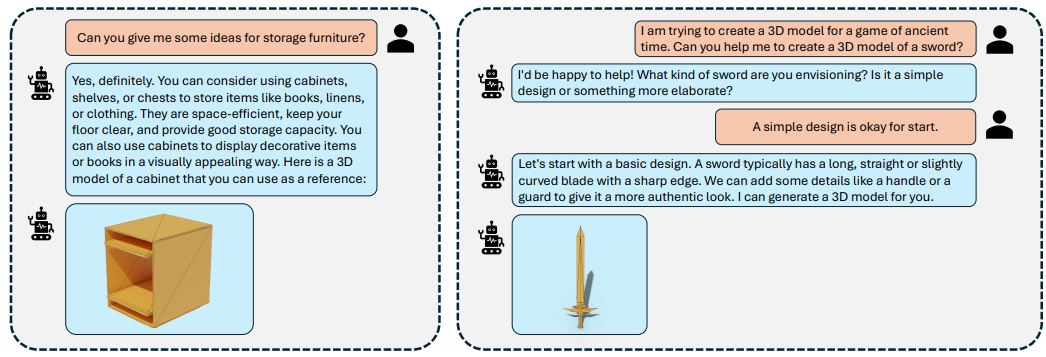 Can you give me some ideas for storage furniture?
Yes, definitely. You can consider using cabinets,
shelves, or chests to store items like books, linens,
or clothing. They are space-efficient, keep your
floor clear, and provide good storage capacity. You
can also use cabinets to display decorative items
or books in a visually appealing way. Here is a 3D
model of a cabinet that you can use as a reference:
I am trying to create a 3D model for a game of ancient
time. Can you help me to create a 3D model of a sword?
I'd be happy to help! What kind of sword are you envisioning? Is it a simple
design or something more elaborate?
A simple design is okay for start.
Let's start with a basic design. A sword typically has a long, straight or slightly
curved blade with a sharp edge. We can add some details like a handle or a
guard to give it a more authentic look. I can generate a 3D model for you.